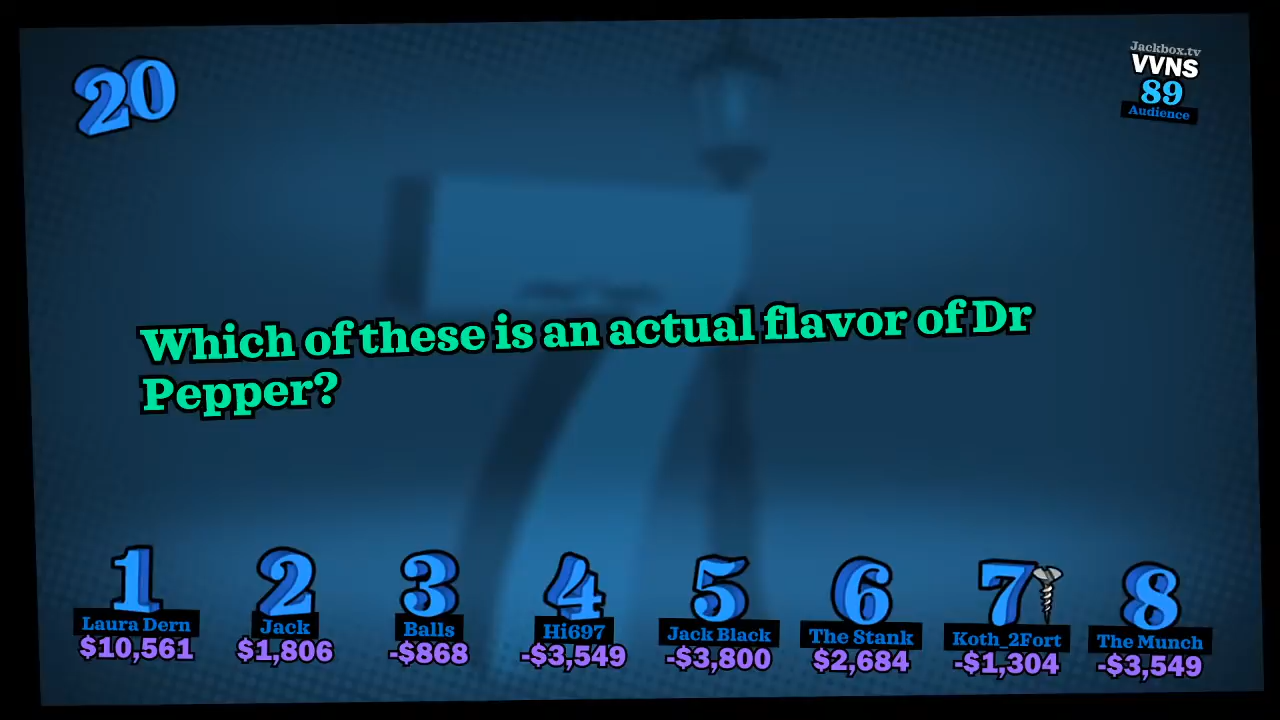 20
Jackbox.tv
VVNS
89
Audience
Which of these is an actual flavor of Dr
Pepper?
1 2 3 4 5 6 7 8
Laura Dern Jack Balls Hi697 Jack Black The Stank Koth_2Fort The Munch
$10,561 $1,806 -$868 -$3,549 -$3,800 $2,684 -$1,304 -$3,549